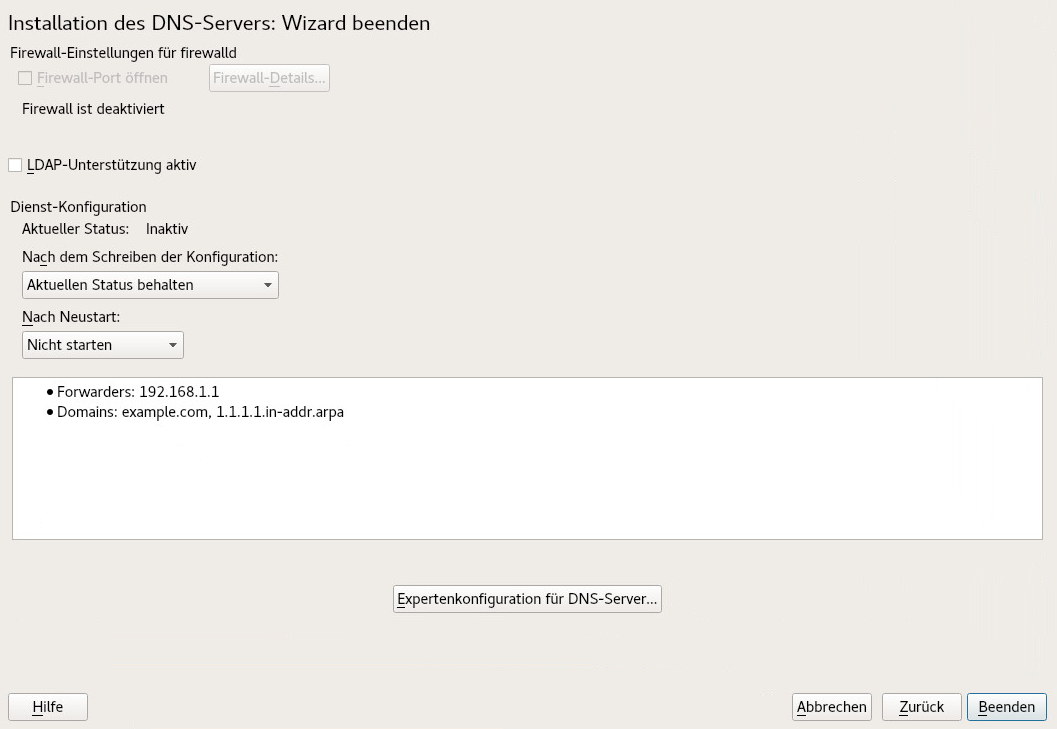 Installation des DNS-Servers: Wizard beenden
Firewall-Einstellungen für firewalld
Firewall-Port öffnen Firewall-Details...
Firewall ist deaktiviert
LDAP-Unterstützung aktiv
Dienst-Konfiguration
Aktueller Status: Inaktiv
Nach dem Schreiben der Konfiguration:
Aktuellen Status behalten
Nach Neustart:
Nicht starten
• Forwarders: 192.168.1.1
• Domains: example.com, 1.1.1.1.in-addr.arpa
Expertenkonfiguration für DNS-Server...
Hilfe Abbrechen Zurück Beenden